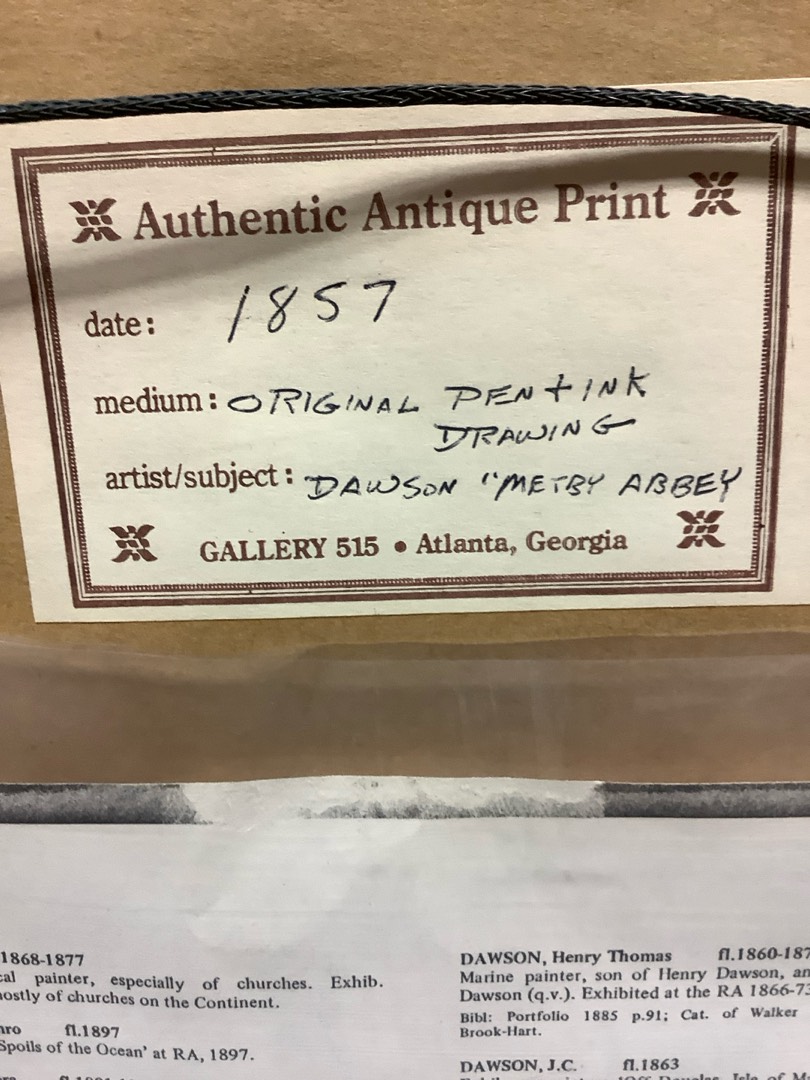 Authentic Antique Print
date: 1857
medium: ORIGINAL PEN + INK
DRAWING
artist/subject: DAWSON "METBY ABBEY
GALLERY 515 • Atlanta, Georgia
1868-1877
painter, especially of churches. Exhib.
of churches on the Continent.
fl.1897
Spoils of the Ocean' at RA, 1897.
DAWSON, Henry Thomas fl.1860-187
Marine painter, son of Henry Dawson, an
Dawson (q.v.). Exhibited at the RA 1866-73
Bibl: Portfolio 1885 p.91; Cat. of Walker
Brook-Hart.
DAWSON, J.C. fl.1863